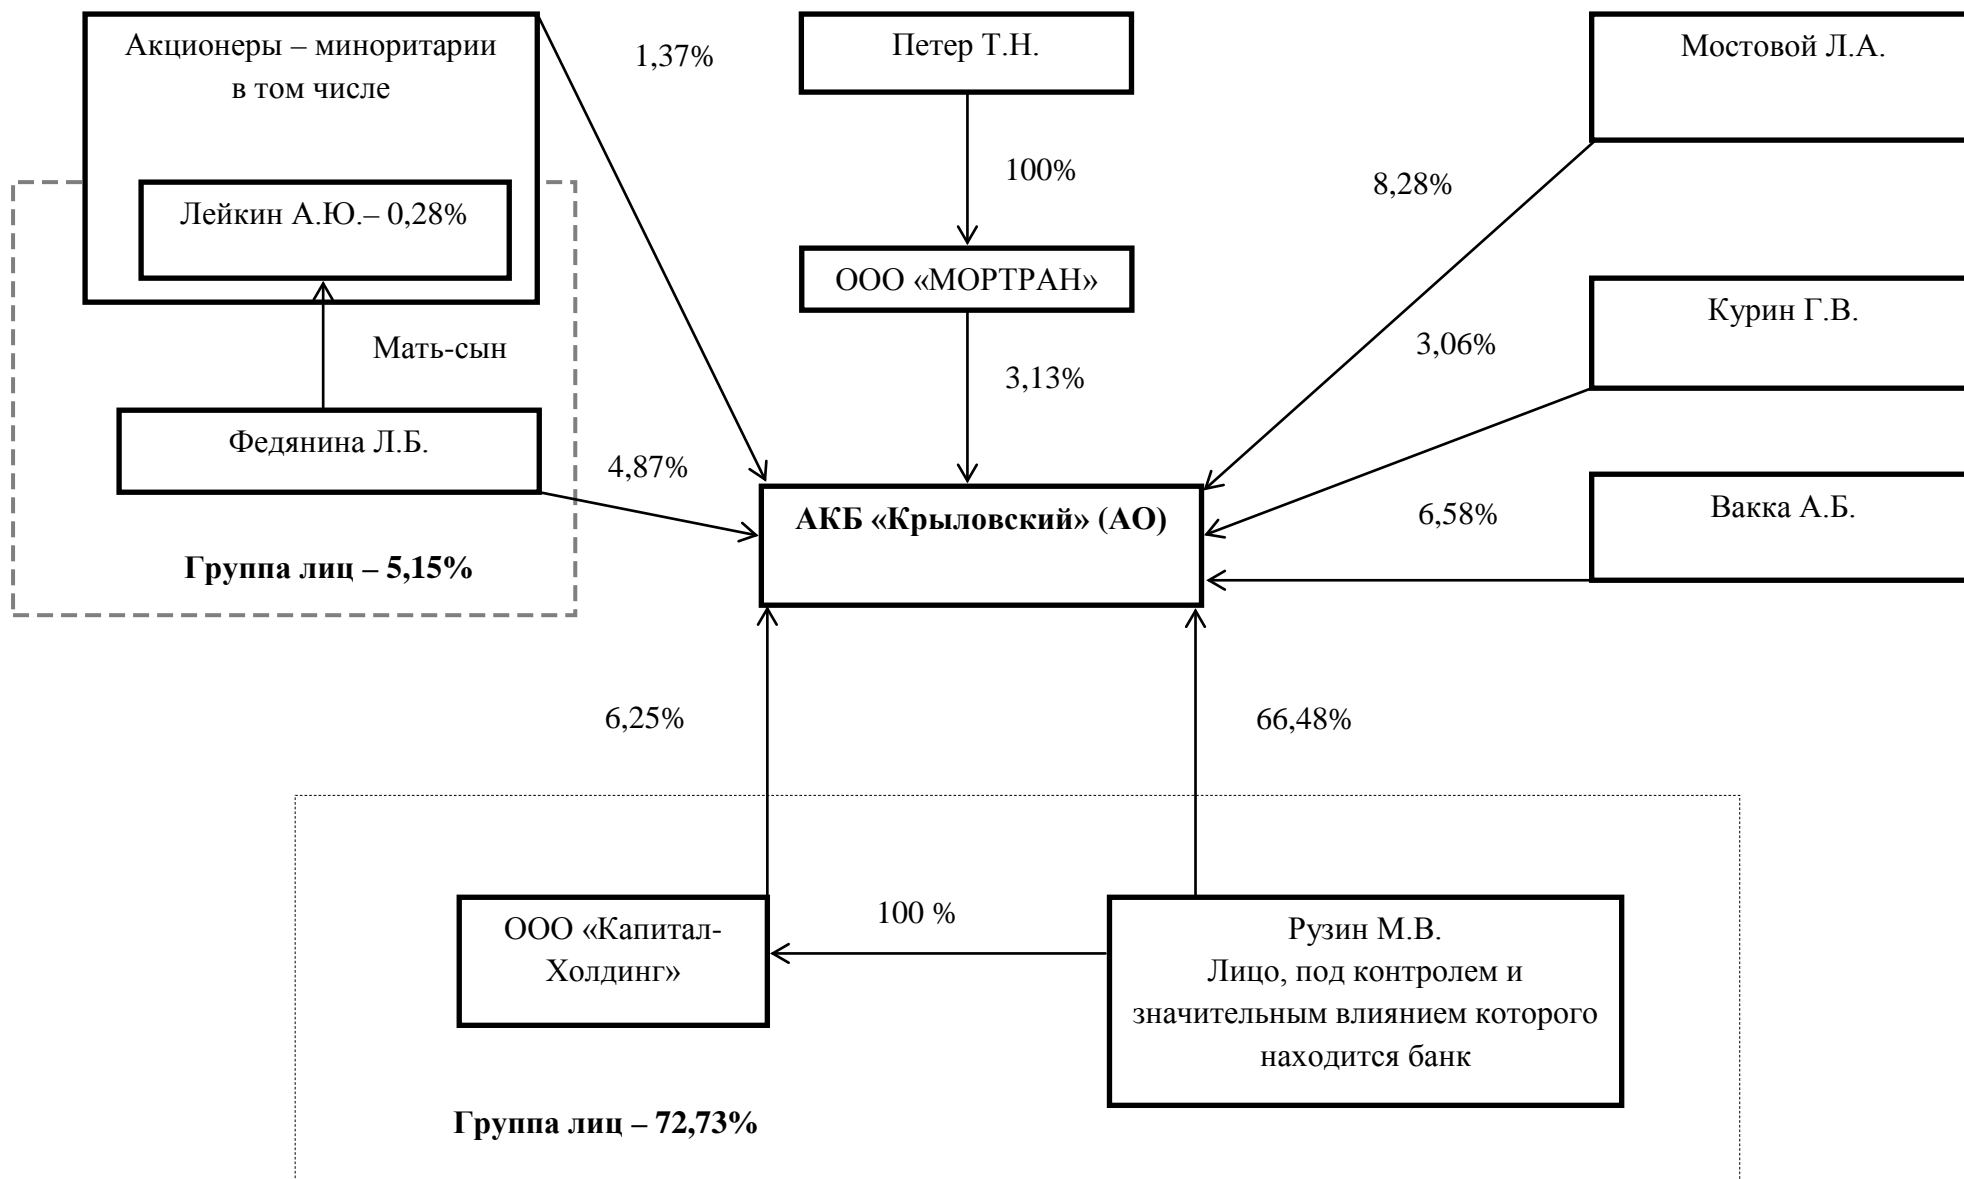 Акционеры – миноритарии
в том числе
1,37%
Петер Т.Н.
Мостовой Л.А.
100%
8,28%
Лейкин А.Ю.– 0,28%
ООО «МОРТРАН»
Курин Г.В.
Мать-сын
3,13%
3,06%
Федянина Л.Б.
4,87%
АКБ «Крыловский» (АО)
6,58%
Вакка А.Б.
Группа лиц – 5,15%
6,25%
66,48%
ООО «Капитал-
Холдинг»
100 %
Рузин М.В.
Лицо, под контролем и
значительным влиянием которого
находится банк
Группа лиц – 72,73%